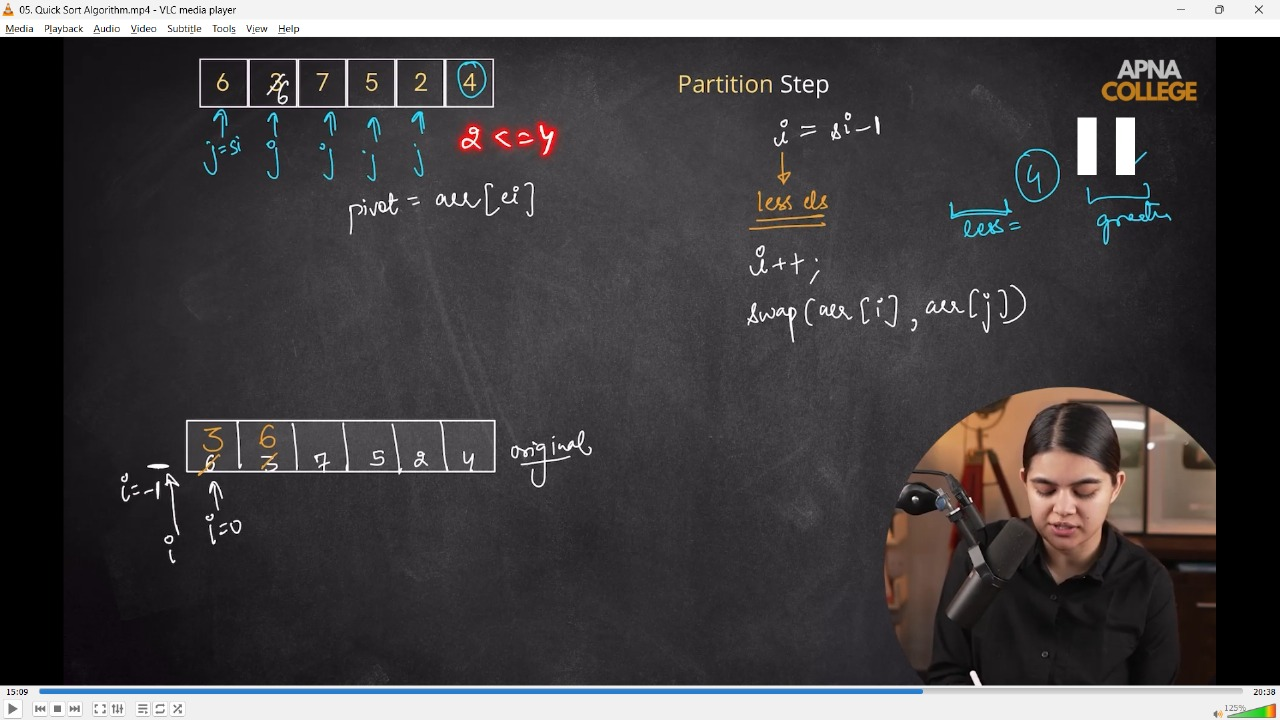 05. Quick Sort Algorithm.mp4 - VLC media player
Media Playback Audio Video Subtitle Tools View Help
6 6 7 5 2 4
Partition Step
APNA
COLLEGE
j=si j j j j
2 <= 4
pivot = arr[ei]
i = si-1
less els
4
less=
i++;
swap(arr[i], arr[j])
3 6
6 3 7 5 2 4
original
i=-1
i=0
i
15:09
20:38
125%